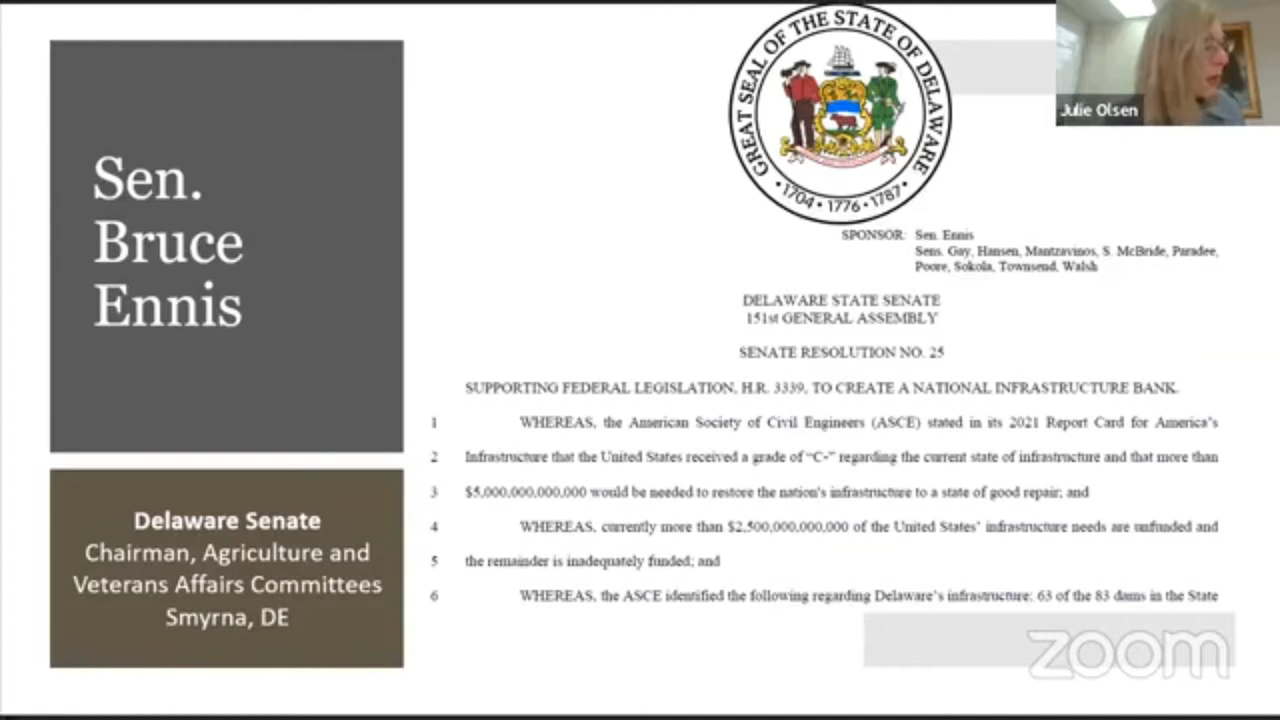 Sen.
Bruce
Ennis
Delaware Senate
Chairman, Agriculture and
Veterans Affairs Committees
Smyrna, DE
GREAT SEAL OF THE STATE OF DELAWARE
• 1704 • 1776 • 1787 •
Julie Olsen
SPONSOR: Sen. Ennis
Sens. Gay, Hansen, Mantzavinos, S. McBride, Paradee,
Poore, Sokola, Townsend, Walsh
DELAWARE STATE SENATE
151st GENERAL ASSEMBLY
SENATE RESOLUTION NO. 25
SUPPORTING FEDERAL LEGISLATION, H.R. 3339, TO CREATE A NATIONAL INFRASTRUCTURE BANK.
1 WHEREAS, the American Society of Civil Engineers (ASCE) stated in its 2021 Report Card for America's
2 Infrastructure that the United States received a grade of “C-” regarding the current state of infrastructure and that more than
3 $5,000,000,000,000 would be needed to restore the nation's infrastructure to a state of good repair; and
4 WHEREAS, currently more than $2,500,000,000,000 of the United States’ infrastructure needs are unfunded and
5 the remainder is inadequately funded; and
6 WHEREAS, the ASCE identified the following regarding Delaware’s infrastructure: 63 of the 83 dams in the State
zoom